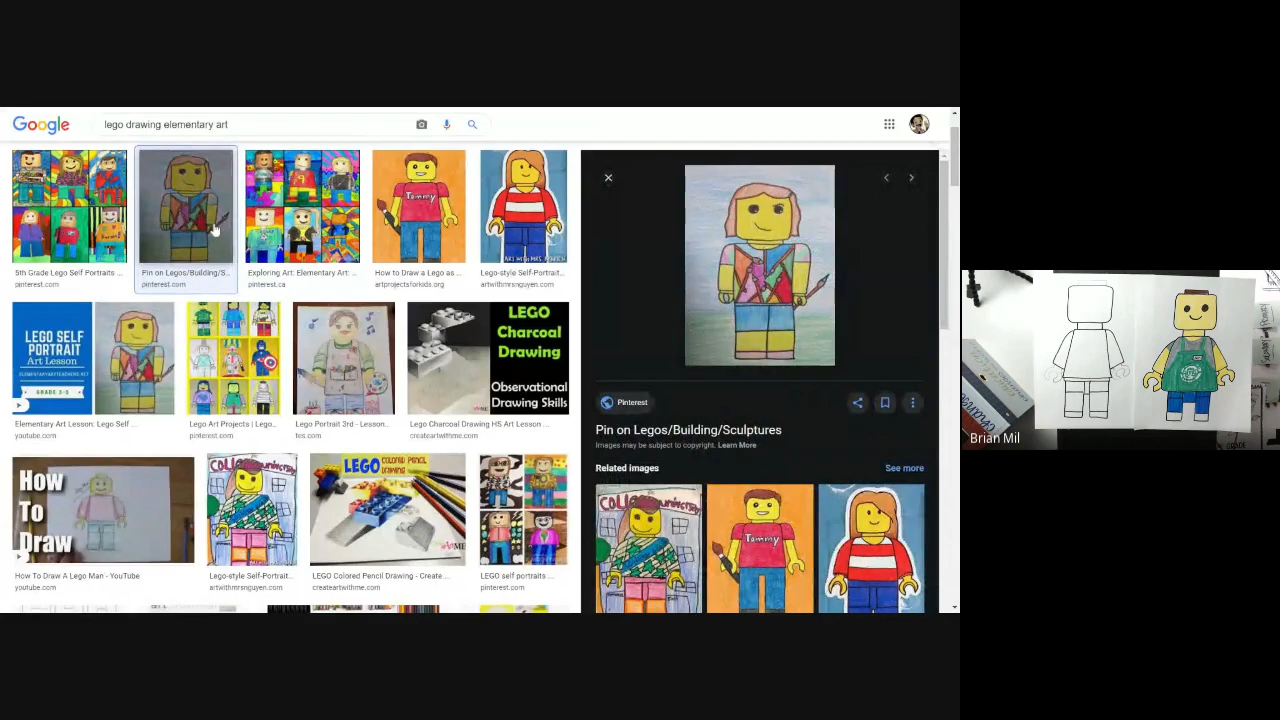 Google
lego drawing elementary art
5th Grade Lego Self Portraits ...
pinterest.com
Pin on Legos/Building/S...
pinterest.com
Exploring Art: Elementary Art: ...
pinterest.ca
Tommy
How to Draw a Lego as ...
artprojectsforkids.org
Lego-style Self-Portrait...
artwithmrsnguyen.com
LEGO SELF
PORTRAIT
Art Lesson
ELEMENTARYARTTEACHERS.NET
GRADE 3-5
Elementary Art Lesson: Lego Self ...
youtube.com
Lego Art Projects | Lego...
pinterest.com
Lego Portrait 3rd - Lesson...
tes.com
LEGO
Charcoal
Drawing
Observational
Drawing Skills
Lego Charcoal Drawing HS Art Lesson ...
createartwithme.com
How
To
Draw
How To Draw A Lego Man - YouTube
youtube.com
Lego-style Self-Portrait...
artwithmrsnguyen.com
LEGO COLORED PENCIL
DRAWING
LEGO Colored Pencil Drawing - Create ...
createartwithme.com
LEGO self portraits ...
pinterest.com
Pinterest
Pin on Legos/Building/Sculptures
Images may be subject to copyright. Learn More
Related images
See more
Tommy
Brian Mil